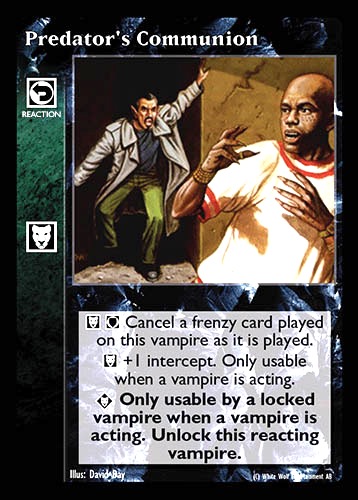 Predator's Communion
REACTION
Cancel a frenzy card played
on this vampire as it is played.
+1 intercept. Only usable
when a vampire is acting.
Only usable by a locked
vampire when a vampire is
acting. Unlock this reacting
vampire.
Illus: David Day
(C) White Wolf Entertainment AB